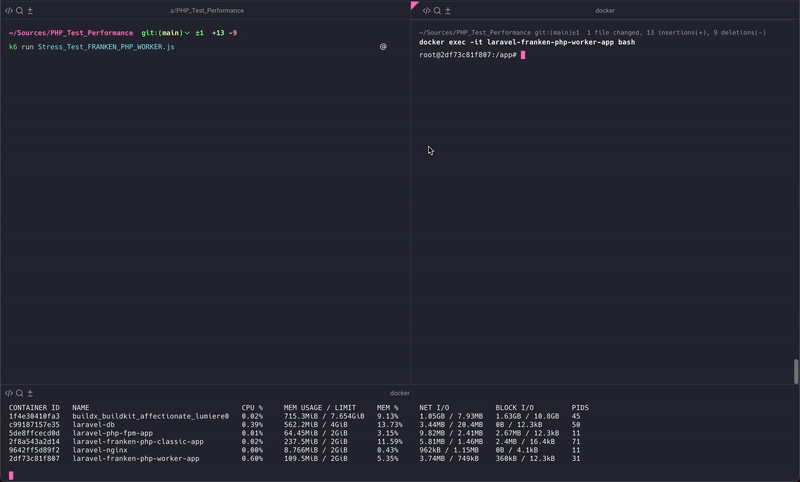 ...s/PHP_Test_Performance
~/Sources/PHP_Test_Performance git:(main) ±1 +13 -9
k6 run Stress_Test_FRANKEN_PHP_WORKER.js @
docker
~/Sources/PHP_Test_Performance git:(main)±1 1 file changed, 13 insertions(+), 9 deletions(-)
docker exec -it laravel-franken-php-worker-app bash
root@2df73c81f807:/app#
docker
CONTAINER ID NAME CPU % MEM USAGE / LIMIT MEM % NET I/O BLOCK I/O PIDS
1f4e30410fa3 buildx_buildkit_affectionate_lumiere0 0.02% 715.3MiB / 7.654GiB 9.13% 1.05GB / 7.93MB 1.63GB / 10.8GB 45
c99187157e35 laravel-db 0.39% 562.2MiB / 4GiB 13.73% 3.44MB / 20.4MB 0B / 12.3kB 50
5de8ffcecd0d laravel-php-fpm-app 0.01% 64.45MiB / 2GiB 3.15% 9.82MB / 2.41MB 2.67MB / 12.3kB 11
2f8a543a2d14 laravel-franken-php-classic-app 0.02% 237.5MiB / 2GiB 11.59% 5.81MB / 1.46MB 2.4MB / 16.4kB 71
9642ff5d89f2 laravel-nginx 0.00% 8.766MiB / 2GiB 0.43% 962kB / 1.15MB 0B / 4.1kB 11
2df73c81f807 laravel-franken-php-worker-app 0.60% 109.5MiB / 2GiB 5.35% 3.74MB / 749kB 360kB / 12.3kB 31